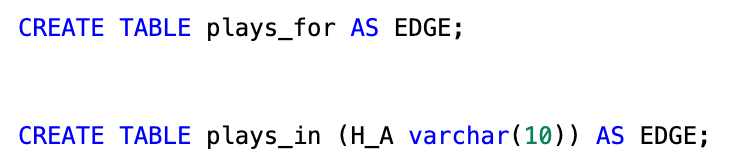 CREATE TABLE plays_for AS EDGE;
CREATE TABLE plays_in (H_A varchar(10)) AS EDGE;